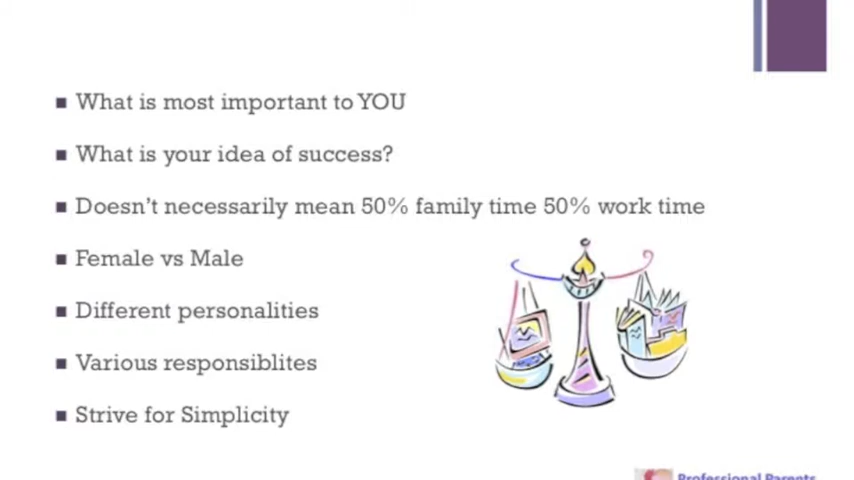 What is most important to YOU
What is your idea of success?
Doesn't necessarily mean 50% family time 50% work time
Female vs Male
Different personalities
Various responsiblites
Strive for Simplicity
Professional Parents